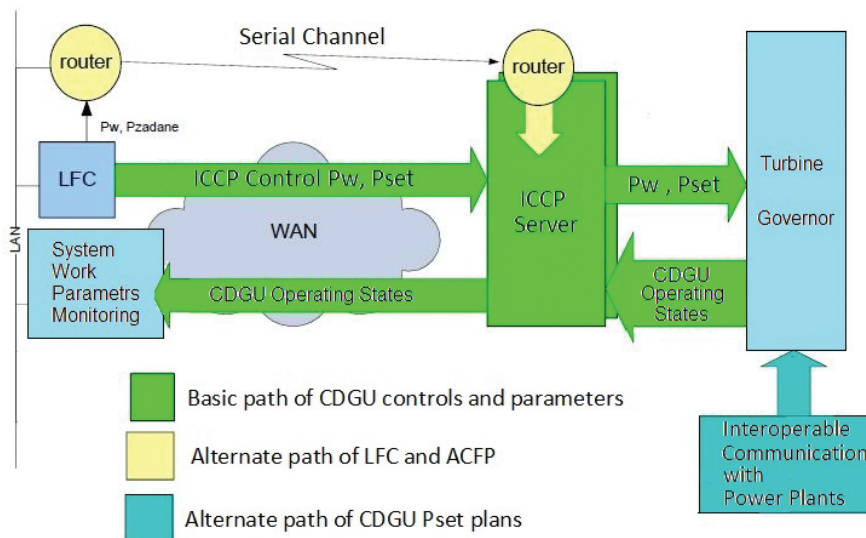 Serial Channel
router
router
Pw, Pzadane
LFC
ICCP Control Pw, Pset
ICCP
Server
Pw , Pset
Turbine
Governor
WAN
LAN
System
Work
Parametrs
Monitoring
CDGU Operating States
CDGU
Operating
States
Basic path of CDGU controls and parameters
Alternate path of LFC and ACFP
Alternate path of CDGU Pset plans
Interoperable
Communication
with
Power Plants